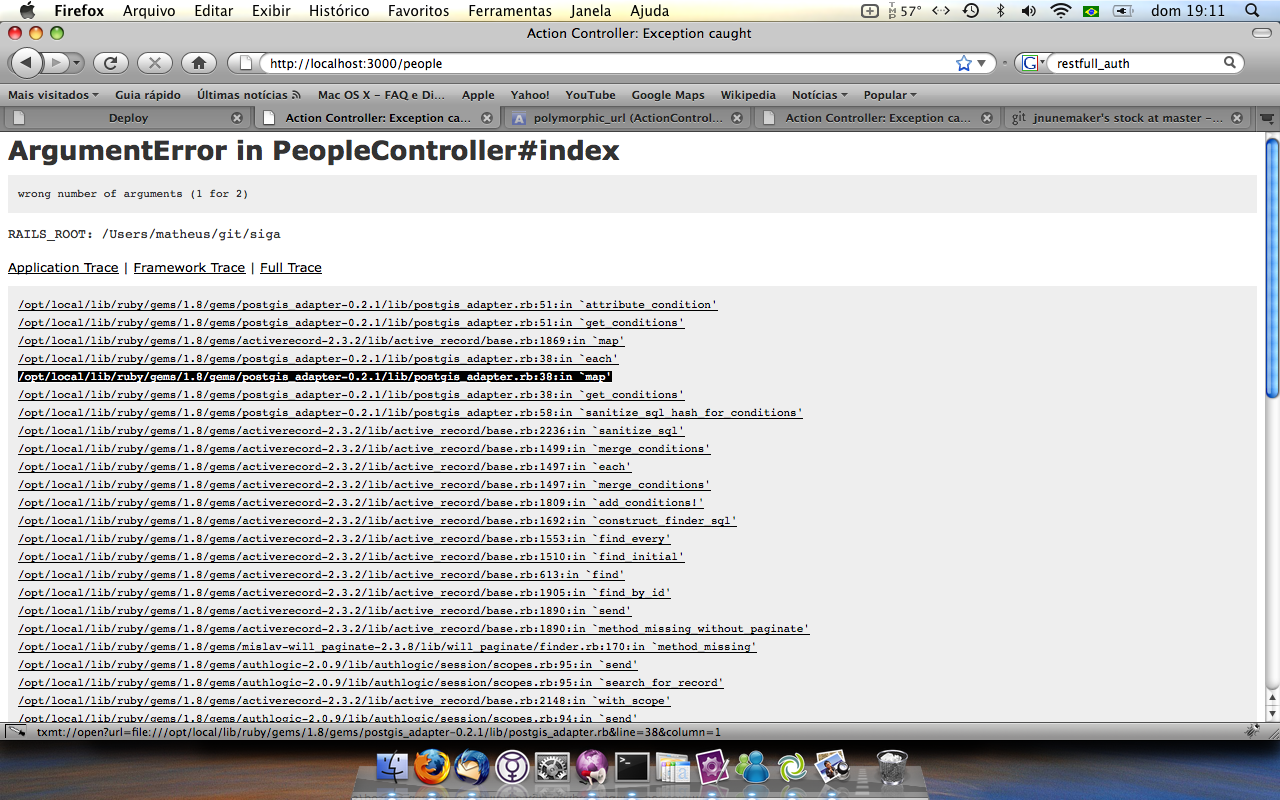 Firefox Arquivo Editar Exibir Histórico Favoritos Ferramentas Janela Ajuda 57° dom 19:11
Action Controller: Exception caught
http://localhost:3000/people restfull_auth
Mais visitados Guia rápido Últimas notícias Mac OS X - FAQ e Di... Apple Yahoo! YouTube Google Maps Wikipedia Notícias Popular
Deploy Action Controller: Exception ca... polymorphic_url (ActionControl... Action Controller: Exception ca... git jnunemaker's stock at master -...
ArgumentError in PeopleController#index
wrong number of arguments (1 for 2)
RAILS_ROOT: /Users/matheus/git/siga
Application Trace | Framework Trace | Full Trace
/opt/local/lib/ruby/gems/1.8/gems/postgis_adapter-0.2.1/lib/postgis_adapter.rb:51:in `attribute_condition'
/opt/local/lib/ruby/gems/1.8/gems/postgis_adapter-0.2.1/lib/postgis_adapter.rb:51:in `get_conditions'
/opt/local/lib/ruby/gems/1.8/gems/activerecord-2.3.2/lib/active_record/base.rb:1869:in `map'
/opt/local/lib/ruby/gems/1.8/gems/postgis_adapter-0.2.1/lib/postgis_adapter.rb:38:in `each'
/opt/local/lib/ruby/gems/1.8/gems/postgis_adapter-0.2.1/lib/postgis_adapter.rb:38:in `map'
/opt/local/lib/ruby/gems/1.8/gems/postgis_adapter-0.2.1/lib/postgis_adapter.rb:38:in `get_conditions'
/opt/local/lib/ruby/gems/1.8/gems/postgis_adapter-0.2.1/lib/postgis_adapter.rb:58:in `sanitize_sql_hash_for_conditions'
/opt/local/lib/ruby/gems/1.8/gems/activerecord-2.3.2/lib/active_record/base.rb:2236:in `sanitize_sql'
/opt/local/lib/ruby/gems/1.8/gems/activerecord-2.3.2/lib/active_record/base.rb:1499:in `merge_conditions'
/opt/local/lib/ruby/gems/1.8/gems/activerecord-2.3.2/lib/active_record/base.rb:1497:in `each'
/opt/local/lib/ruby/gems/1.8/gems/activerecord-2.3.2/lib/active_record/base.rb:1497:in `merge_conditions'
/opt/local/lib/ruby/gems/1.8/gems/activerecord-2.3.2/lib/active_record/base.rb:1809:in `add_conditions!'
/opt/local/lib/ruby/gems/1.8/gems/activerecord-2.3.2/lib/active_record/base.rb:1692:in `construct_finder_sql'
/opt/local/lib/ruby/gems/1.8/gems/activerecord-2.3.2/lib/active_record/base.rb:1553:in `find_every'
/opt/local/lib/ruby/gems/1.8/gems/activerecord-2.3.2/lib/active_record/base.rb:1510:in `find_initial'
/opt/local/lib/ruby/gems/1.8/gems/activerecord-2.3.2/lib/active_record/base.rb:613:in `find'
/opt/local/lib/ruby/gems/1.8/gems/activerecord-2.3.2/lib/active_record/base.rb:1905:in `find_by_id'
/opt/local/lib/ruby/gems/1.8/gems/activerecord-2.3.2/lib/active_record/base.rb:1890:in `send'
/opt/local/lib/ruby/gems/1.8/gems/activerecord-2.3.2/lib/active_record/base.rb:1890:in `method_missing_without_paginate'
/opt/local/lib/ruby/gems/1.8/gems/mislav-will_paginate-2.3.8/lib/will_paginate/finder.rb:170:in `method_missing'
/opt/local/lib/ruby/gems/1.8/gems/authlogic-2.0.9/lib/authlogic/session/scopes.rb:95:in `send'
/opt/local/lib/ruby/gems/1.8/gems/authlogic-2.0.9/lib/authlogic/session/scopes.rb:95:in `search_for_record'
/opt/local/lib/ruby/gems/1.8/gems/activerecord-2.3.2/lib/active_record/base.rb:2148:in `with_scope'
/opt/local/lib/ruby/gems/1.8/gems/authlogic-2.0.9/lib/authlogic/session/scopes.rb:94:in `send'
txmt://open?url=file:///opt/local/lib/ruby/gems/1.8/gems/postgis_adapter-0.2.1/lib/postgis_adapter.rb&line=38&column=1